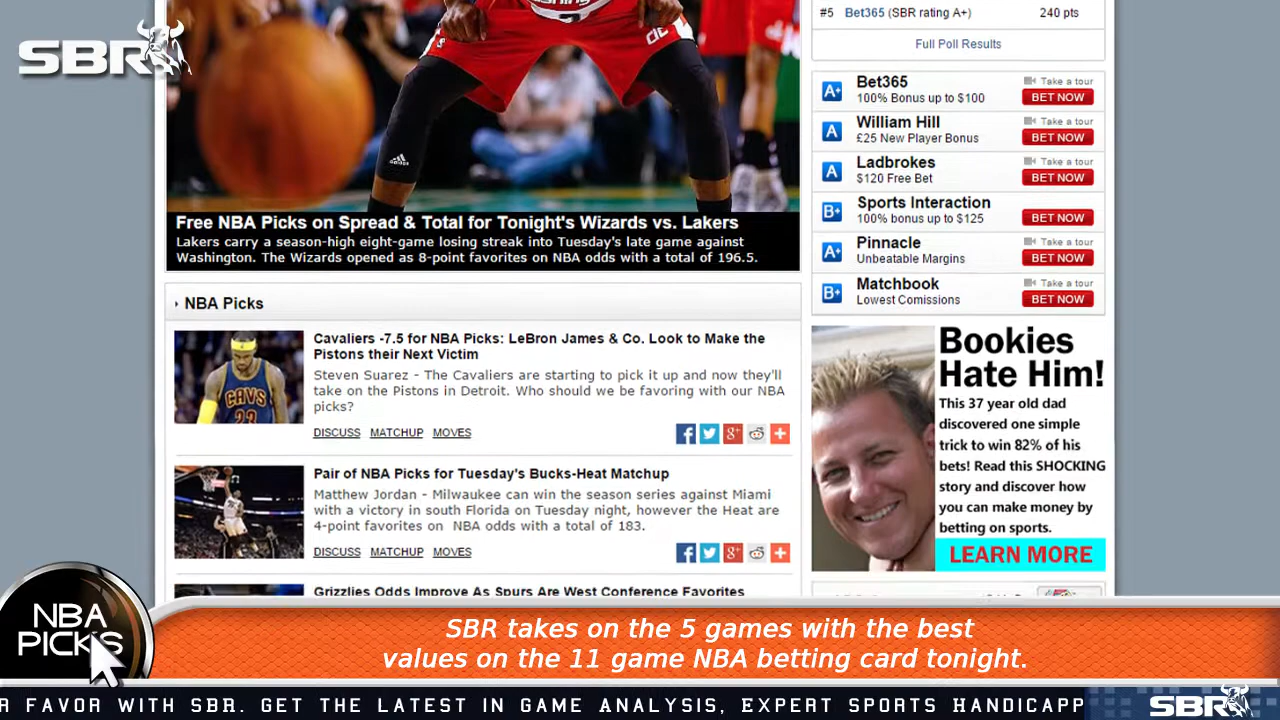 SBR
Free NBA Picks on Spread & Total for Tonight's Wizards vs. Lakers
Lakers carry a season-high eight-game losing streak into Tuesday's late game against
Washington. The Wizards opened as 8-point favorites on NBA odds with a total of 196.5.
NBA Picks
Cavaliers -7.5 for NBA Picks: LeBron James & Co. Look to Make the
Pistons their Next Victim
Steven Suarez - The Cavaliers are starting to pick it up and now they'll
take on the Pistons in Detroit. Who should we be favoring with our NBA
picks?
DISCUSS MATCHUP MOVES
Pair of NBA Picks for Tuesday's Bucks-Heat Matchup
Matthew Jordan - Milwaukee can win the season series against Miami
with a victory in south Florida on Tuesday night, however the Heat are
4-point favorites on NBA odds with a total of 183.
DISCUSS MATCHUP MOVES
Grizzlies Odds Improve As Spurs Are West Conference Favorites
#5 Bet365 (SBR rating A+) 240 pts
Full Poll Results
A+ Bet365 Take a tour
100% Bonus up to $100 BET NOW
A William Hill Take a tour
£25 New Player Bonus BET NOW
A Ladbrokes Take a tour
$120 Free Bet BET NOW
B+ Sports Interaction
100% bonus up to $125 BET NOW
A+ Pinnacle Take a tour
Unbeatable Margins BET NOW
B+ Matchbook Take a tour
Lowest Comissions BET NOW
Bookies
Hate Him!
This 37 year old dad
discovered one simple
trick to win 82% of his
bets! Read this SHOCKING
story and discover how
you can make money by
betting on sports.
LEARN MORE
NBA
PICKS
SBR takes on the 5 games with the best
values on the 11 game NBA betting card tonight.
R FAVOR WITH SBR. GET THE LATEST IN GAME ANALYSIS, EXPERT SPORTS HANDICAPP
SBR